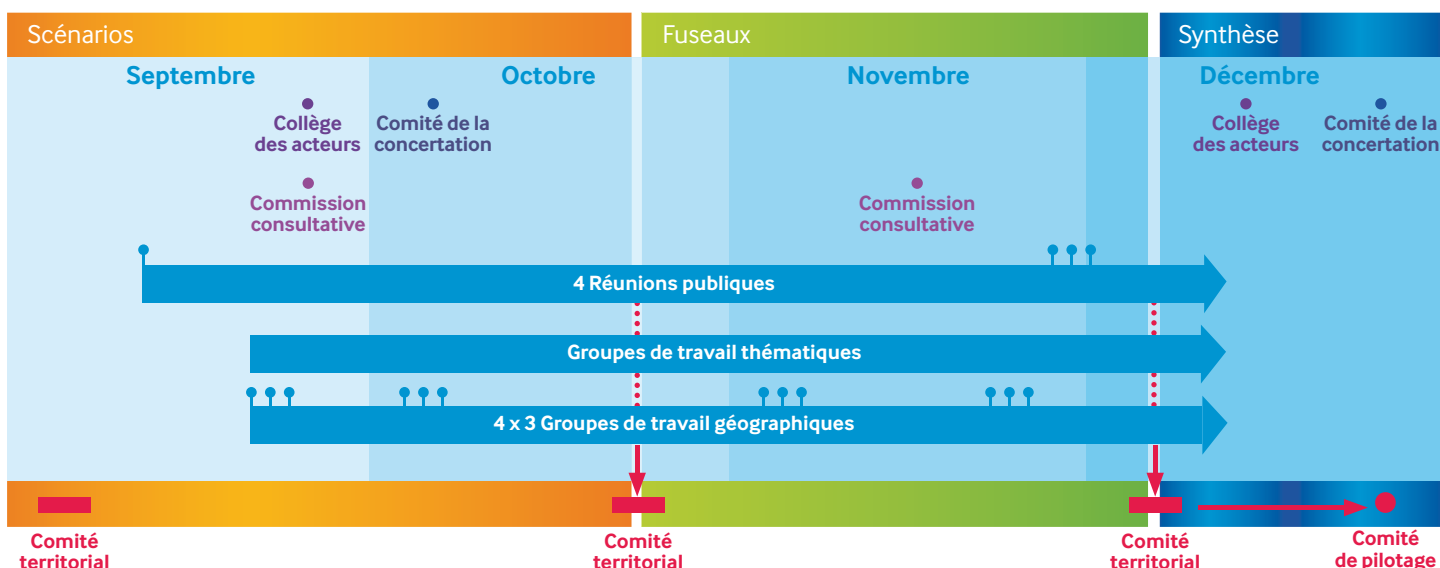 Scénarios
Fuseaux
Synthèse
Septembre
Octobre
Novembre
Décembre
Collège
des acteurs
Comité de la
concertation
Collège
des acteurs
Comité de la
concertation
Commission
consultative
Commission
consultative
4 Réunions publiques
Groupes de travail thématiques
4 x 3 Groupes de travail géographiques
Comité
territorial
Comité
territorial
Comité
territorial
Comité
de pilotage